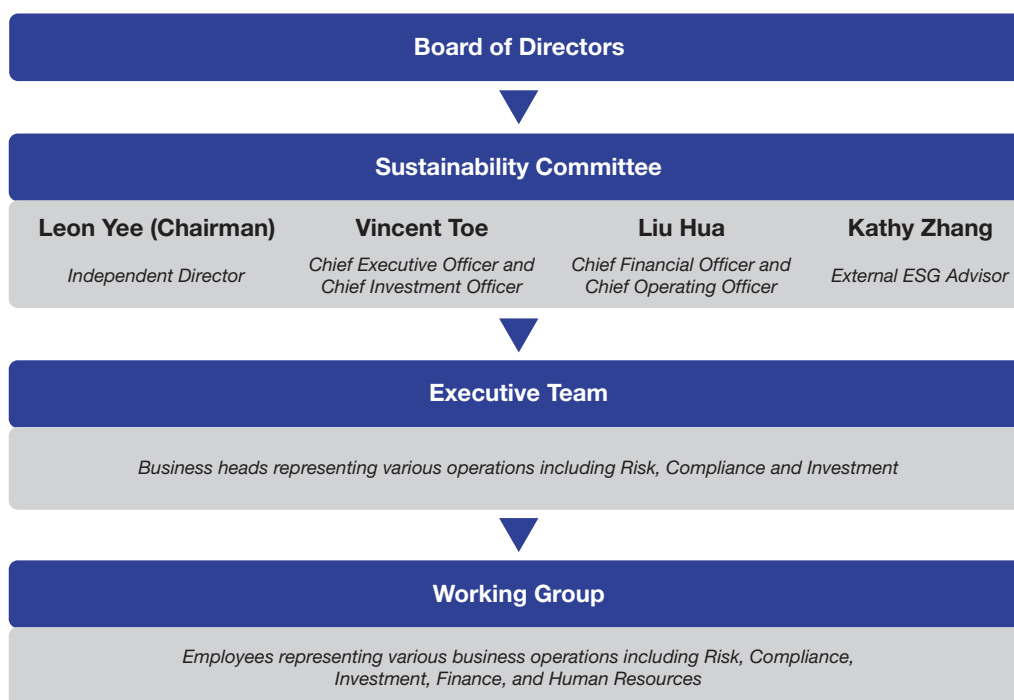 Board of Directors
Sustainability Committee
Leon Yee (Chairman)
Independent Director
Vincent Toe
Chief Executive Officer and
Chief Investment Officer
Liu Hua
Chief Financial Officer and
Chief Operating Officer
Kathy Zhang
External ESG Advisor
Executive Team
Business heads representing various operations including Risk, Compliance and Investment
Working Group
Employees representing various business operations including Risk, Compliance,
Investment, Finance, and Human Resources